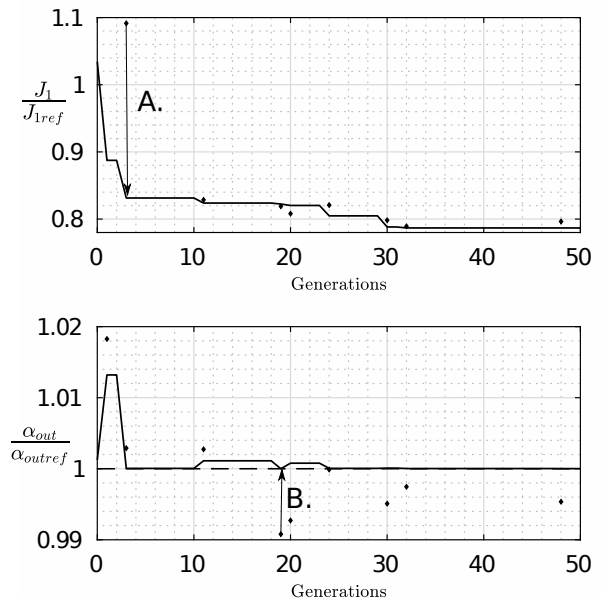 1.1
1
J1/J1ref
A.
0.9
0.8
0 10 20 30 40 50
Generations
1.02
1.01
αout/αoutref
1
B.
0.99
0 10 20 30 40 50
Generations